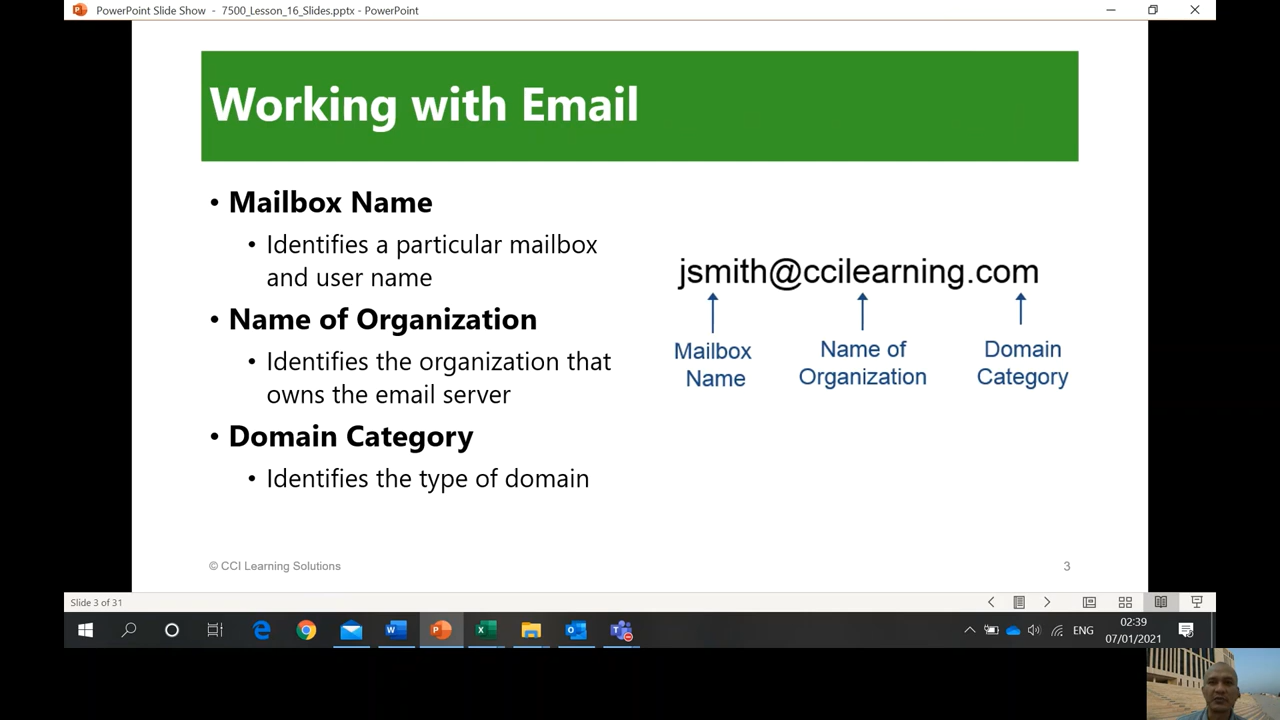 PowerPoint Slide Show - 7500_Lesson_16_Slides.pptx - PowerPoint
Working with Email
• Mailbox Name
• Identifies a particular mailbox
and user name
• Name of Organization
• Identifies the organization that
owns the email server
• Domain Category
• Identifies the type of domain
jsmith@ccilearning.com
Mailbox
Name
Name of
Organization
Domain
Category
© CCI Learning Solutions
3
Slide 3 of 31
ENG
02:39
07/01/2021